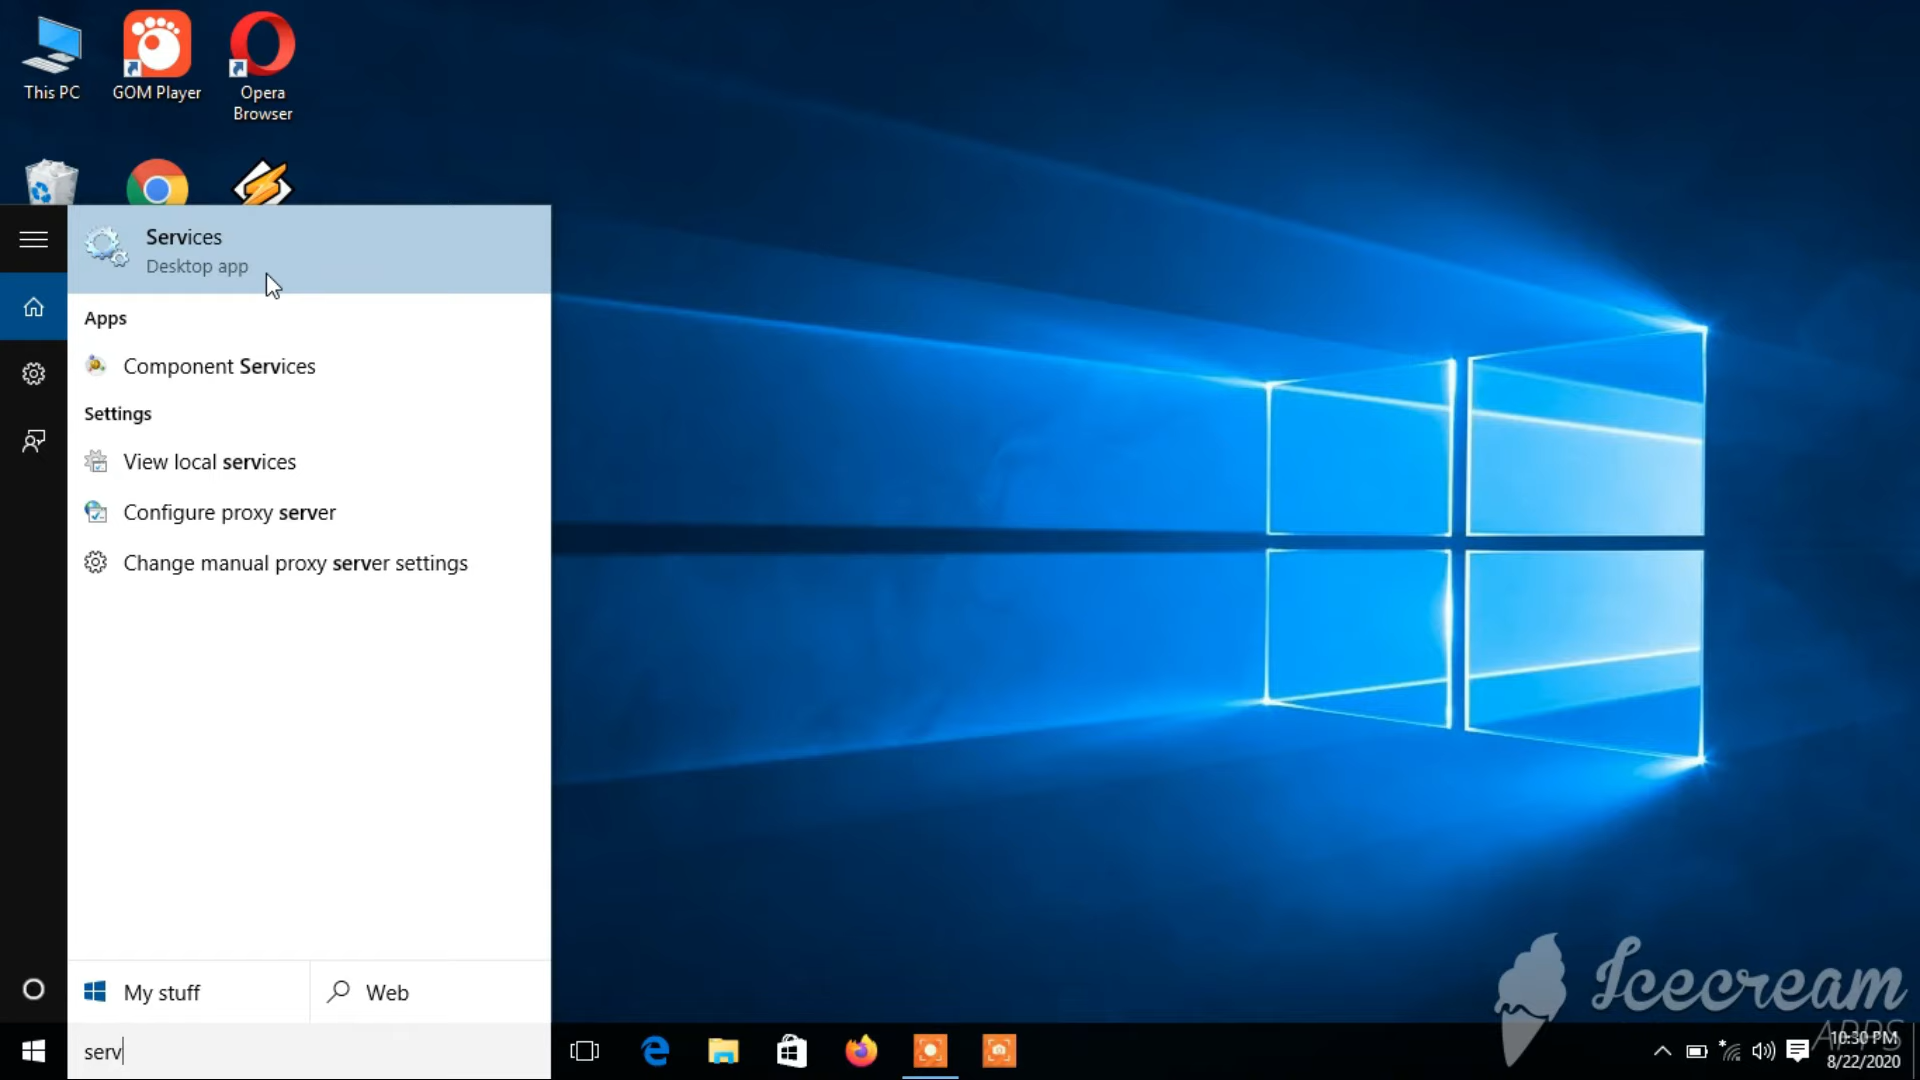 This PC
GOM Player
Opera
Browser
Services
Desktop app
Apps
Component Services
Settings
View local services
Configure proxy server
Change manual proxy server settings
My stuff
Web
serv
Icecream
APPS
10:30 PM
8/22/2020